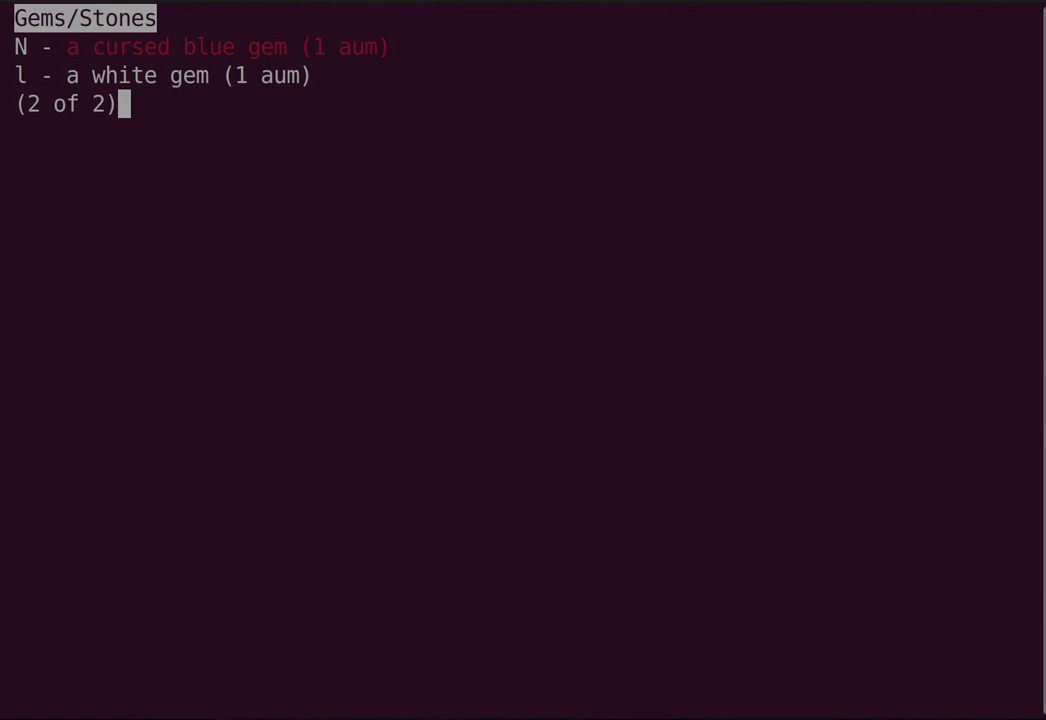 Gems/Stones
N - a cursed blue gem (1 aum)
l - a white gem (1 aum)
(2 of 2)